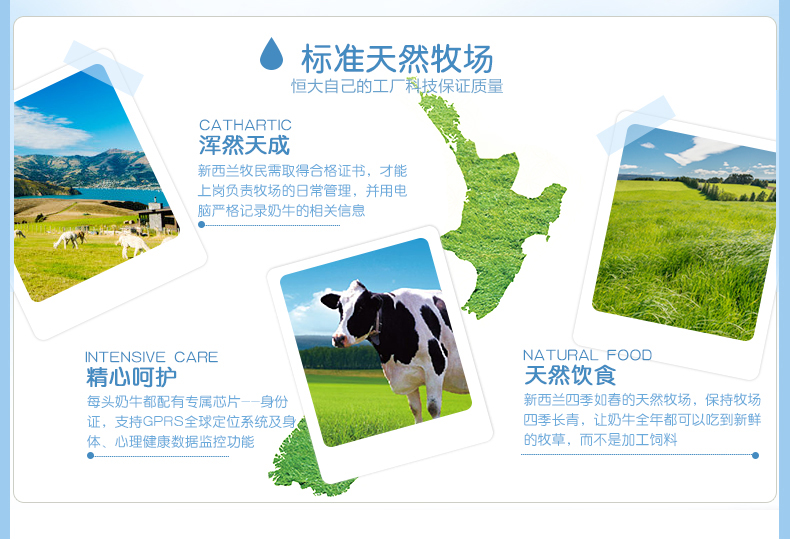 标准天然牧场
恒大自己的工厂科技保证质量
CATHARTIC
浑然天成
新西兰牧民需取得合格证书，才能
上岗负责牧场的日常管理，并用电
脑严格记录奶牛的相关信息
INTENSIVE CARE
精心呵护
每头奶牛都配有专属芯片--身份
证，支持GPRS全球定位系统及身
体、心理健康数据监控功能
NATURAL FOOD
天然饮食
新西兰四季如春的天然牧场，保持牧场
四季长青，让奶牛全年都可以吃到新鲜
的牧草，而不是加工饲料